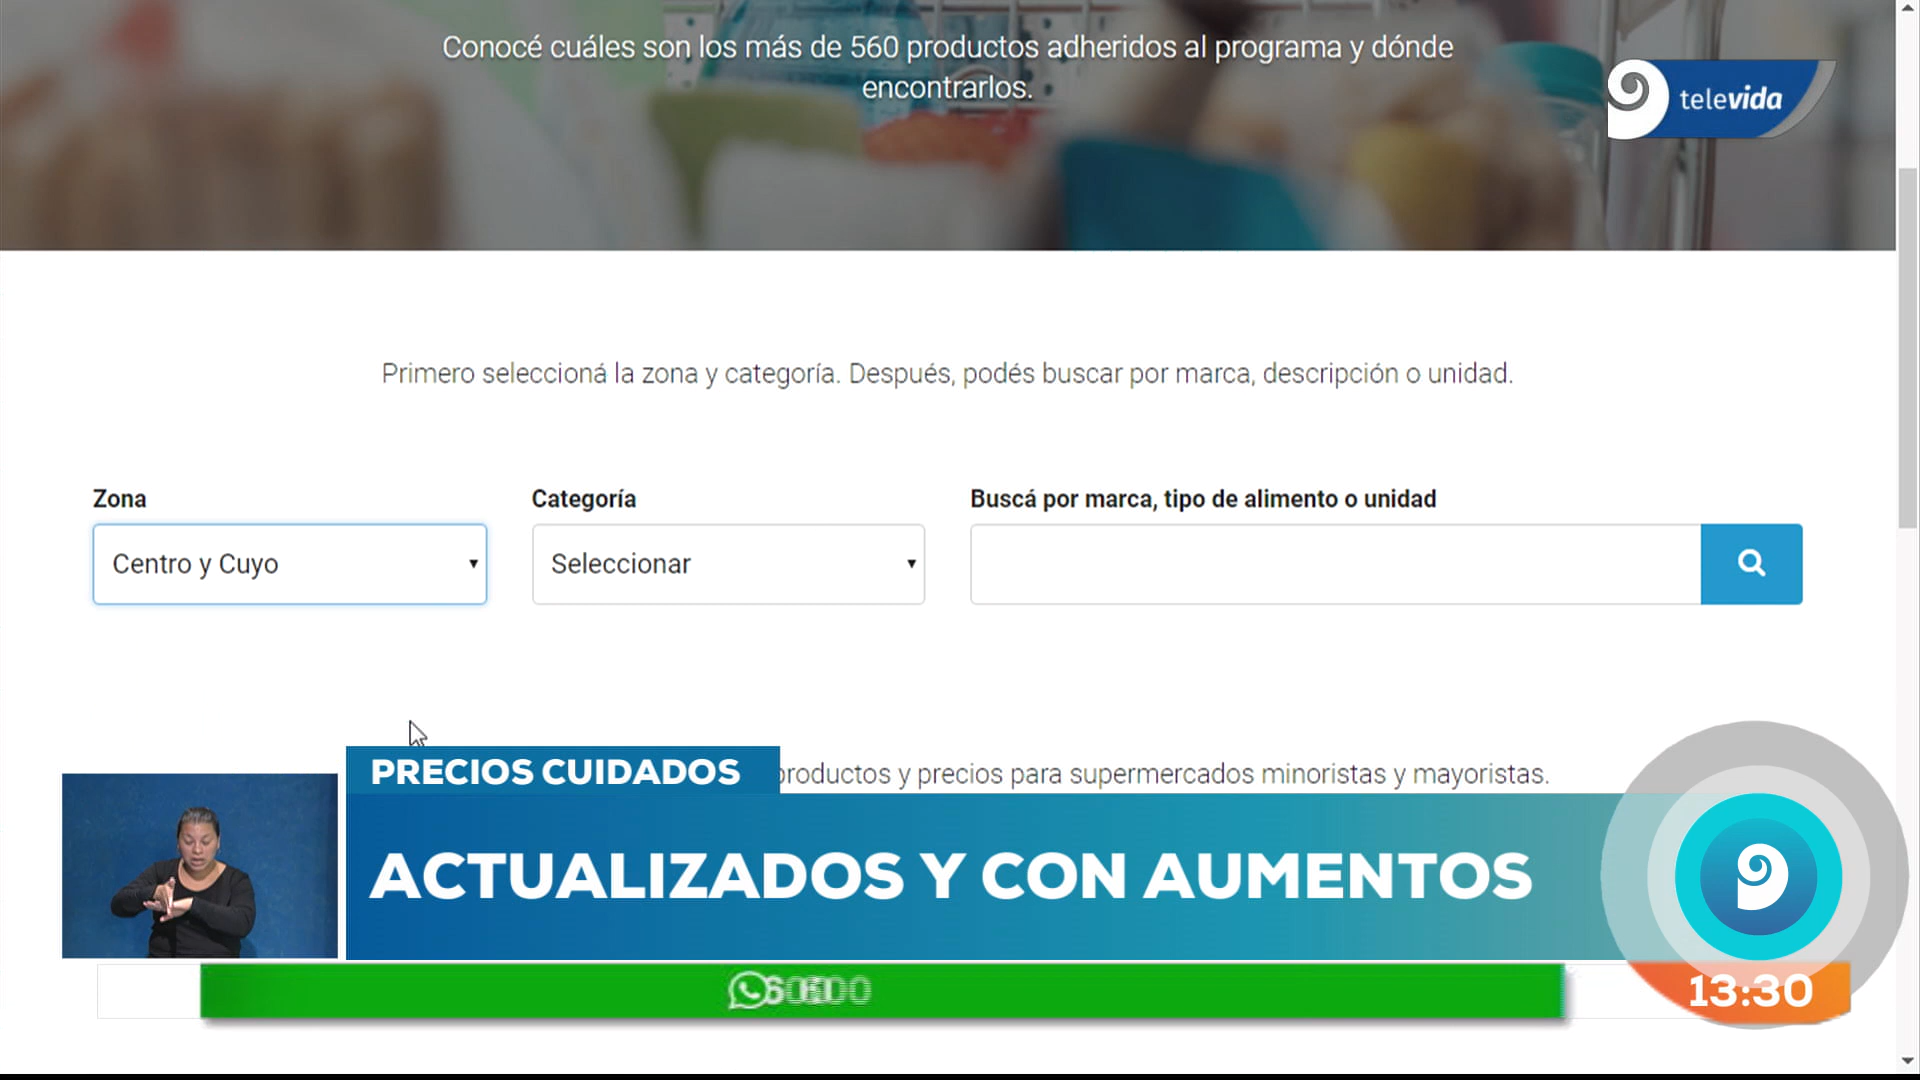 Conocé cuáles son los más de 560 productos adheridos al programa y dónde
encontrarlos.
televida
Primero seleccioná la zona y categoría. Después, podés buscar por marca, descripción o unidad.
Zona
Categoría
Buscá por marca, tipo de alimento o unidad
Centro y Cuyo
Seleccionar
PRECIOS CUIDADOS
productos y precios para supermercados minoristas y mayoristas.
ACTUALIZADOS Y CON AUMENTOS
13:30